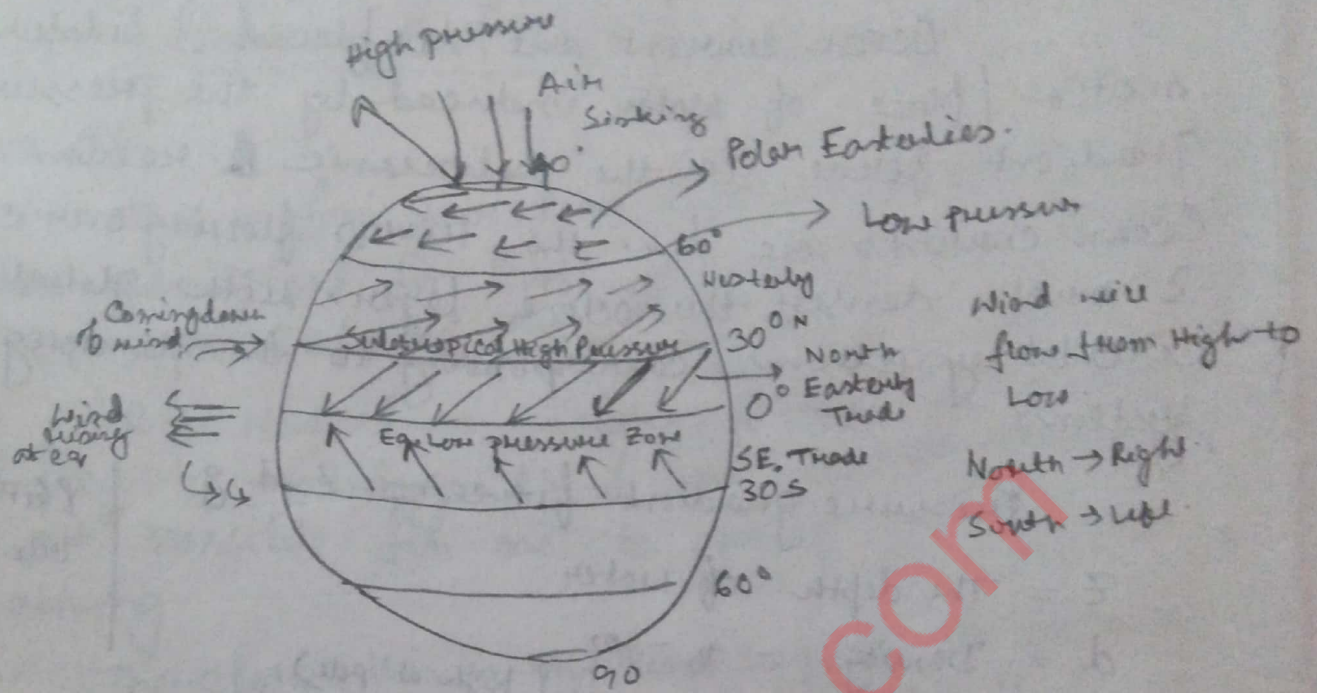 High pressure
Air
Sinking
90°
Polar Easterlies.
Low pressure
60°
Westerly
Coming down
of wind
Subtropical High Pressure
30° N
North
Easterly
Trade
0°
Wind
flow from High to
Low
Wind
rising
at eq
Eq. Low pressure Zone
SE. Trade
30S
North → Right
South → Left
60°
90
com